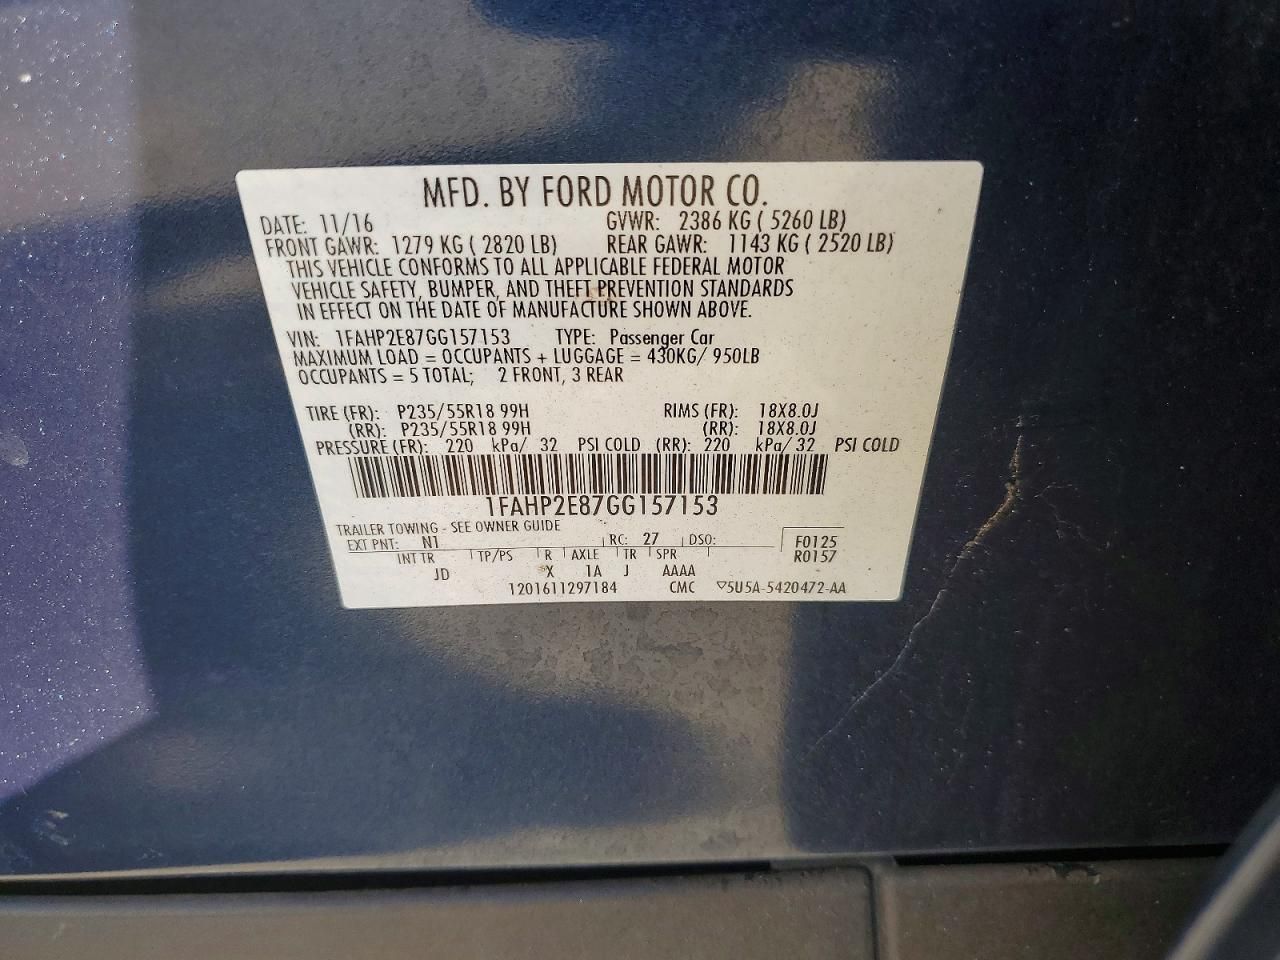 MFD. BY FORD MOTOR CO.
DATE: 11/16 GVWR: 2386 KG ( 5260 LB)
FRONT GAWR: 1279 KG ( 2820 LB) REAR GAWR: 1143 KG ( 2520 LB)
THIS VEHICLE CONFORMS TO ALL APPLICABLE FEDERAL MOTOR
VEHICLE SAFETY, BUMPER, AND THEFT PREVENTION STANDARDS
IN EFFECT ON THE DATE OF MANUFACTURE SHOWN ABOVE.
VIN: 1FAHP2E87GG157153 TYPE: Passenger Car
MAXIMUM LOAD = OCCUPANTS + LUGGAGE = 430KG/ 950LB
OCCUPANTS = 5 TOTAL; 2 FRONT, 3 REAR
TIRE (FR): P235/55R18 99H RIMS (FR): 18X8.0J
(RR): P235/55R18 99H (RR): 18X8.0J
PRESSURE (FR): 220 kPa/ 32 PSI COLD (RR): 220 kPa/ 32 PSI COLD
1FAHP2E87GG157153
TRAILER TOWING - SEE OWNER GUIDE
EXT PNT: N1 RC: 27 DSO: F0125
INT TR TP/PS R AXLE TR SPR R0157
JD X 1A J AAAA
1201611297184 CMC ▽5U5A-5420472-AA